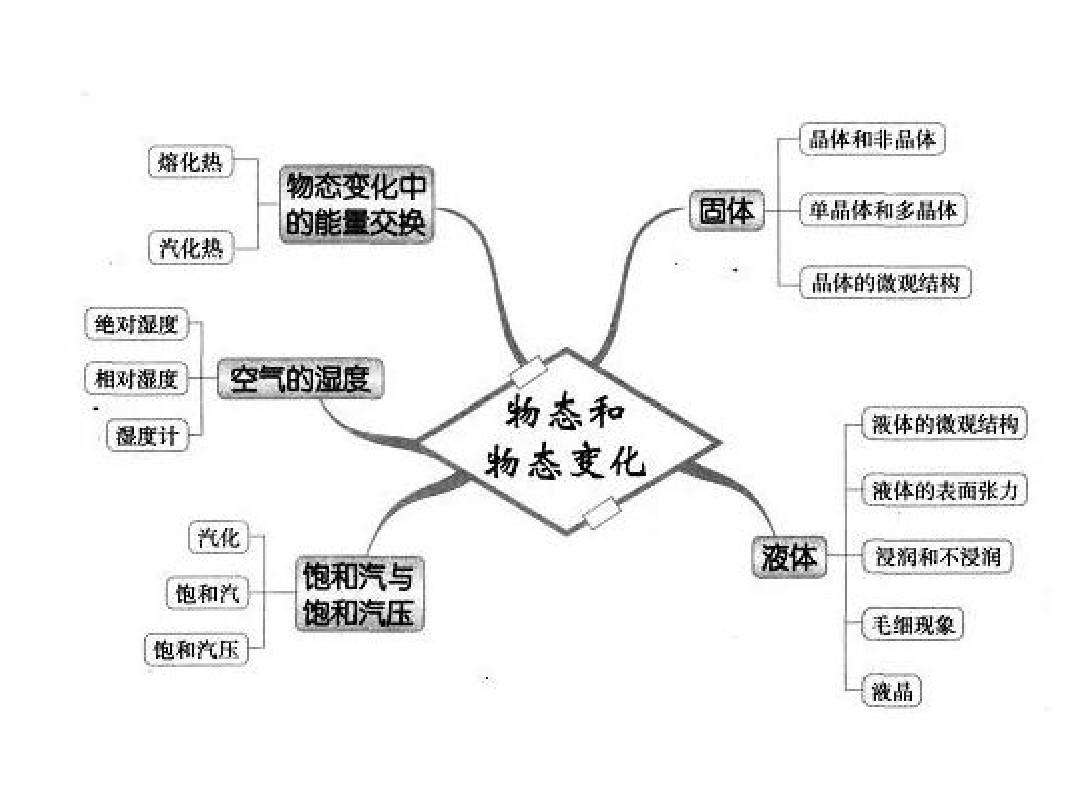 物态和
物态变化
固体
晶体和非晶体
单晶体和多晶体
晶体的微观结构
液体
液体的微观结构
液体的表面张力
浸润和不浸润
毛细现象
液晶
物态变化中
的能量交换
熔化热
汽化热
空气的湿度
绝对湿度
相对湿度
湿度计
饱和汽与
饱和汽压
汽化
饱和汽
饱和汽压